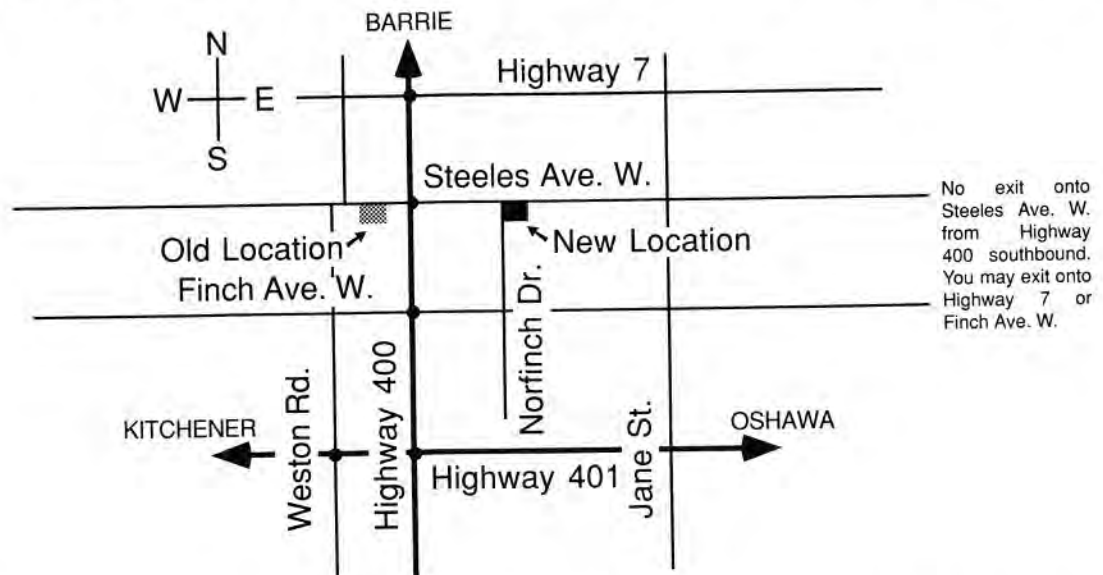 BARRIE
N
Highway 7
W E
S
Steeles Ave. W.
No exit onto
Steeles Ave. W.
from Highway
400 southbound.
You may exit onto
Highway 7 or
Finch Ave. W.
Old Location
New Location
Finch Ave. W.
Norfinch Dr.
Weston Rd.
Highway 400
Jane St.
KITCHENER
OSHAWA
Highway 401